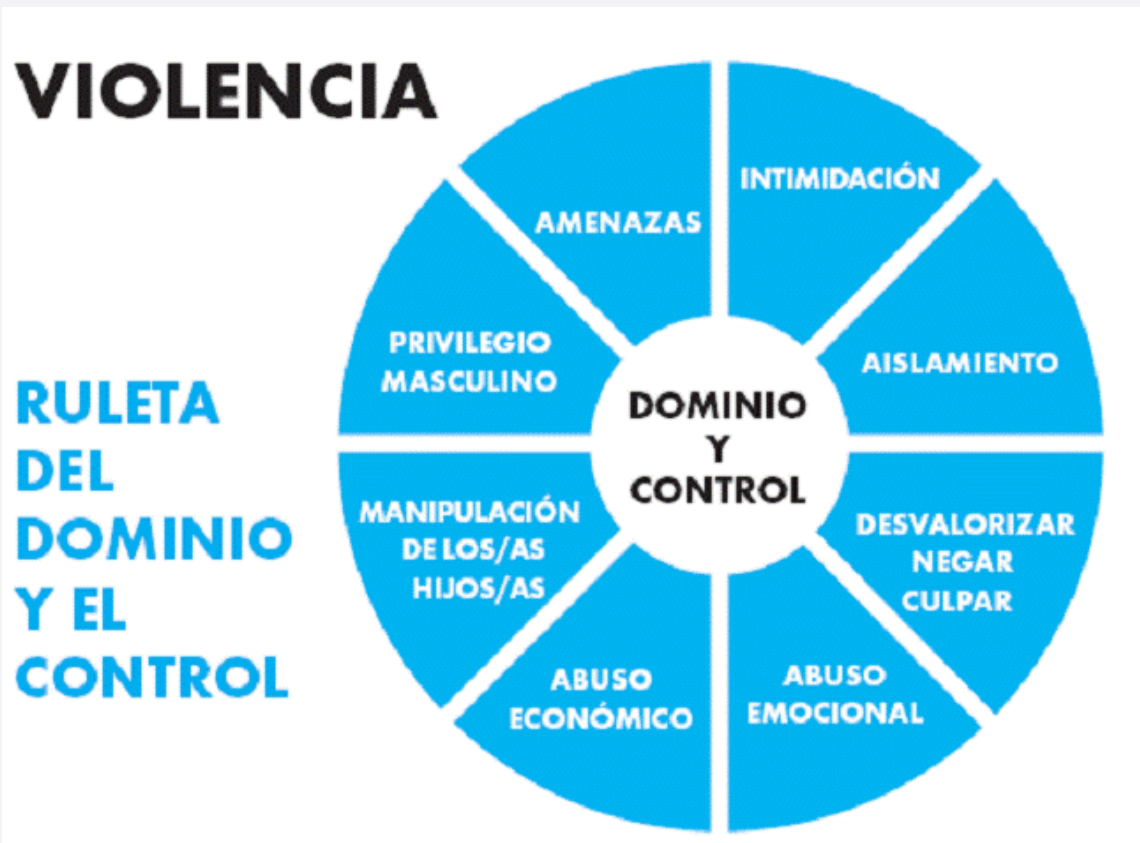 VIOLENCIA
RULETA
DEL
DOMINIO
Y EL
CONTROL
AMENAZAS
INTIMIDACIÓN
AISLAMIENTO
DESVALORIZAR
NEGAR
CULPAR
ABUSO
EMOCIONAL
ABUSO
ECONÓMICO
MANIPULACIÓN
DE LOS/AS
HIJOS/AS
PRIVILEGIO
MASCULINO
DOMINIO
Y
CONTROL